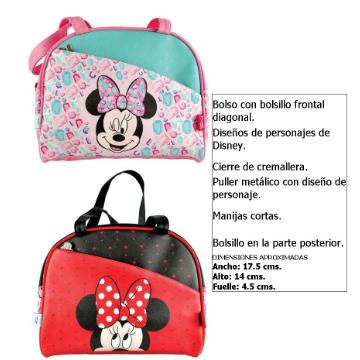 Bolso con bolsillo frontal
diagonal.
Diseños de personajes de
Disney.
Cierre de cremallera.
Puller metálico con diseño de
personaje.
Manijas cortas.
Bolsillo en la parte posterior.
DIMENSIONES APROXIMADAS
Ancho: 17.5 cms.
Alto: 14 cms.
Fuelle: 4.5 cms.